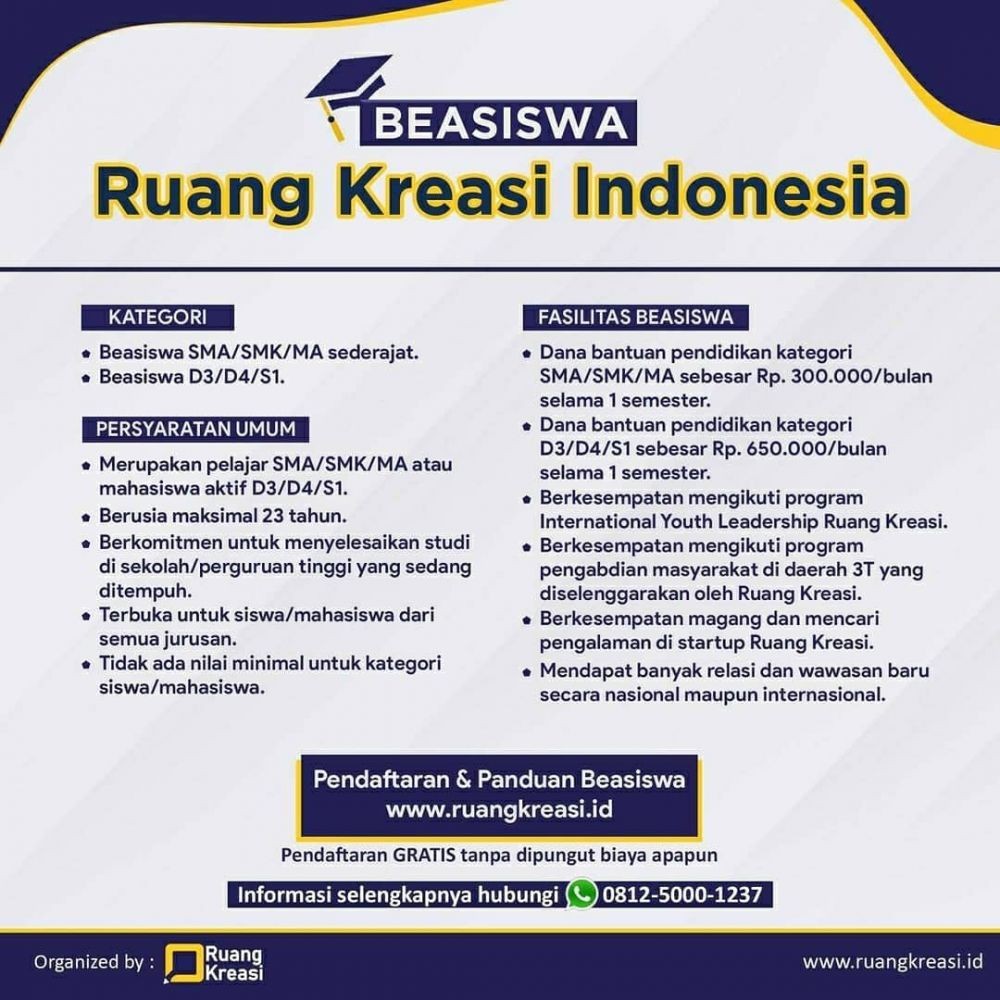 BEASISWA
Ruang Kreasi Indonesia
KATEGORI
• Beasiswa SMA/SMK/MA sederajat.
• Beasiswa D3/D4/S1.
PERSYARATAN UMUM
• Merupakan pelajar SMA/SMK/MA atau
mahasiswa aktif D3/D4/S1.
• Berusia maksimal 23 tahun.
• Berkomitmen untuk menyelesaikan studi
di sekolah/perguruan tinggi yang sedang
ditempuh.
• Terbuka untuk siswa/mahasiswa dari
semua jurusan.
• Tidak ada nilai minimal untuk kategori
siswa/mahasiswa.
FASILITAS BEASISWA
• Dana bantuan pendidikan kategori
SMA/SMK/MA sebesar Rp. 300.000/bulan
selama 1 semester.
• Dana bantuan pendidikan kategori
D3/D4/S1 sebesar Rp. 650.000/bulan
selama 1 semester.
• Berkesempatan mengikuti program
International Youth Leadership Ruang Kreasi.
• Berkesempatan mengikuti program
pengabdian masyarakat di daerah 3T yang
diselenggarakan oleh Ruang Kreasi.
• Berkesempatan magang dan mencari
pengalaman di startup Ruang Kreasi.
• Mendapat banyak relasi dan wawasan baru
secara nasional maupun internasional.
Pendaftaran & Panduan Beasiswa
www.ruangkreasi.id
Pendaftaran GRATIS tanpa dipungut biaya apapun
Informasi selengkapnya hubungi 0812-5000-1237
Organized by : Ruang
Kreasi
www.ruangkreasi.id